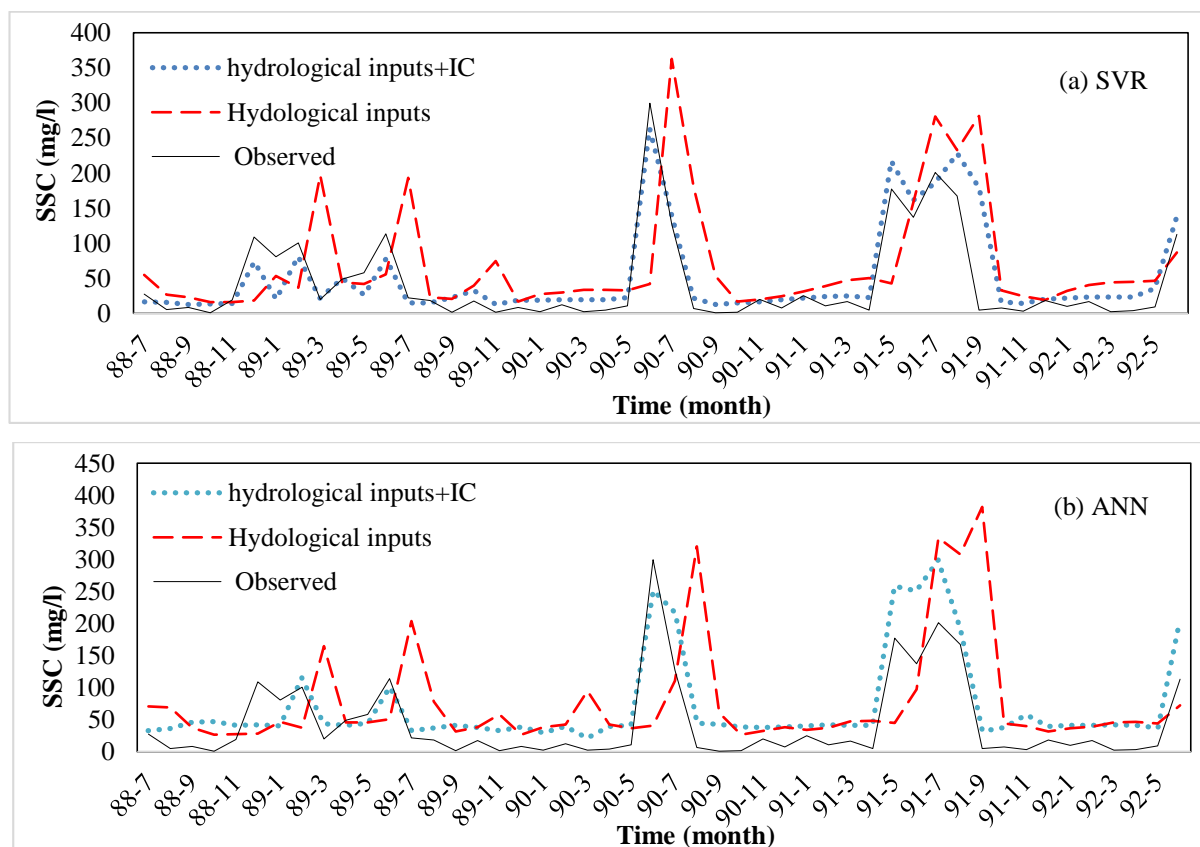 400
350
300
250
200
150
100
50
0
SSC (mg/l)
hydrological inputs+IC
Hydological inputs
Observed
(a) SVR
88-7 88-9 88-11 89-1 89-3 89-5 89-7 89-9 89-11 90-1 90-3 90-5 90-7 90-9 90-11 91-1 91-3 91-5 91-7 91-9 91-11 92-1 92-3 92-5
Time (month)
450
400
350
300
250
200
150
100
50
0
SSC (mg/l)
hydrological inputs+IC
Hydological inputs
Observed
(b) ANN
88-7 88-9 88-11 89-1 89-3 89-5 89-7 89-9 89-11 90-1 90-3 90-5 90-7 90-9 90-11 91-1 91-3 91-5 91-7 91-9 91-11 92-1 92-3 92-5
Time (month)